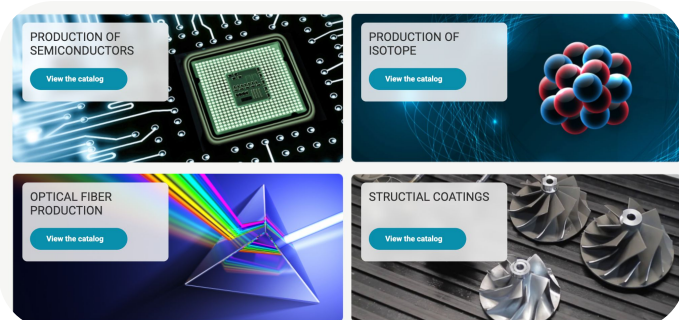 PRODUCTION OF
SEMICONDUCTORS
View the catalog
PRODUCTION OF
ISOTOPE
View the catalog
OPTICAL FIBER
PRODUCTION
View the catalog
STRUCTIAL COATINGS
View the catalog